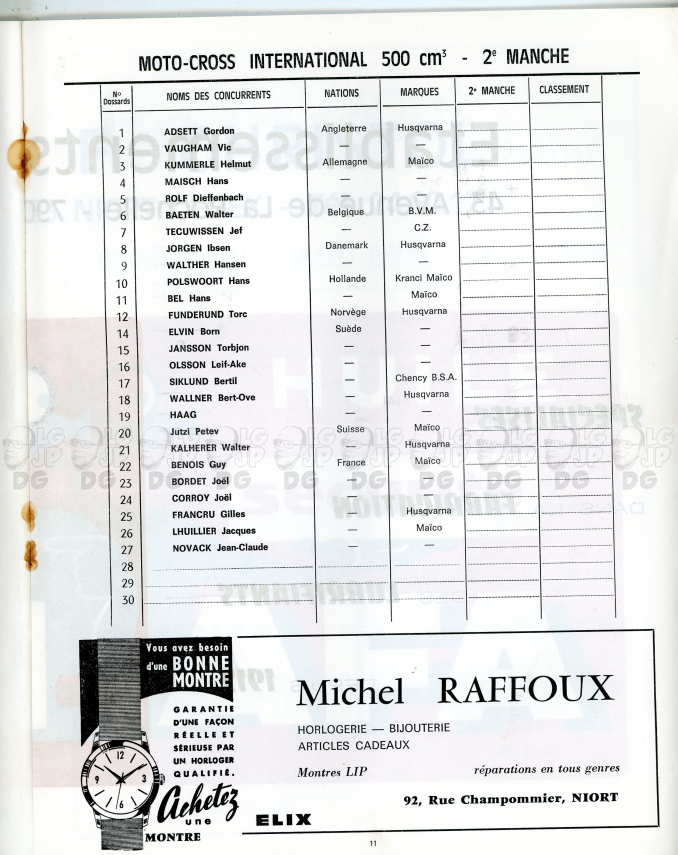 MOTO-CROSS INTERNATIONAL 500 cm³ - 2e MANCHE
No Dossards NOMS DES CONCURRENTS NATIONS MARQUES 2e MANCHE CLASSEMENT
1 ADSETT Gordon Angleterre Husqvarna
2 VAUGHAM Vic — —
3 KUMMERLE Helmut Allemagne Maïco
4 MAISCH Hans — —
5 ROLF Dieffenbach — —
6 BAETEN Walter Belgique B.V.M.
7 TECUWISSEN Jef — C.Z.
8 JORGEN Ibsen Danemark Husqvarna
9 WALTHER Hansen — —
10 POLSWOORT Hans Hollande Kranci Maïco
11 BEL Hans — Maïco
12 FUNDERUND Torc Norvège Husqvarna
14 ELVIN Born Suède —
15 JANSSON Torbjon — —
16 OLSSON Leif-Ake — —
17 SIKLUND Bertil — Chency B.S.A.
18 WALLNER Bert-Ove — Husqvarna
19 HAAG — —
20 Jutzi Petev Suisse Maïco
21 KALHERER Walter — Husqvarna
22 BENOIS Guy France Maïco
23 BORDET Joël — —
24 CORROY Joël — —
25 FRANCRU Gilles — Husqvarna
26 LHUILLIER Jacques — Maïco
27 NOVACK Jean-Claude — —
28
29
30
Vous avez besoin
d'une BONNE
MONTRE
GARANTIE
D'UNE FAÇON
RÉELLE ET
SÉRIEUSE PAR
UN HORLOGER
QUALIFIÉ.
Achetez
une
MONTRE
ELIX
Michel RAFFOUX
HORLOGERIE — BIJOUTERIE
ARTICLES CADEAUX
Montres LIP réparations en tous genres
92, Rue Champommier, NIORT
11